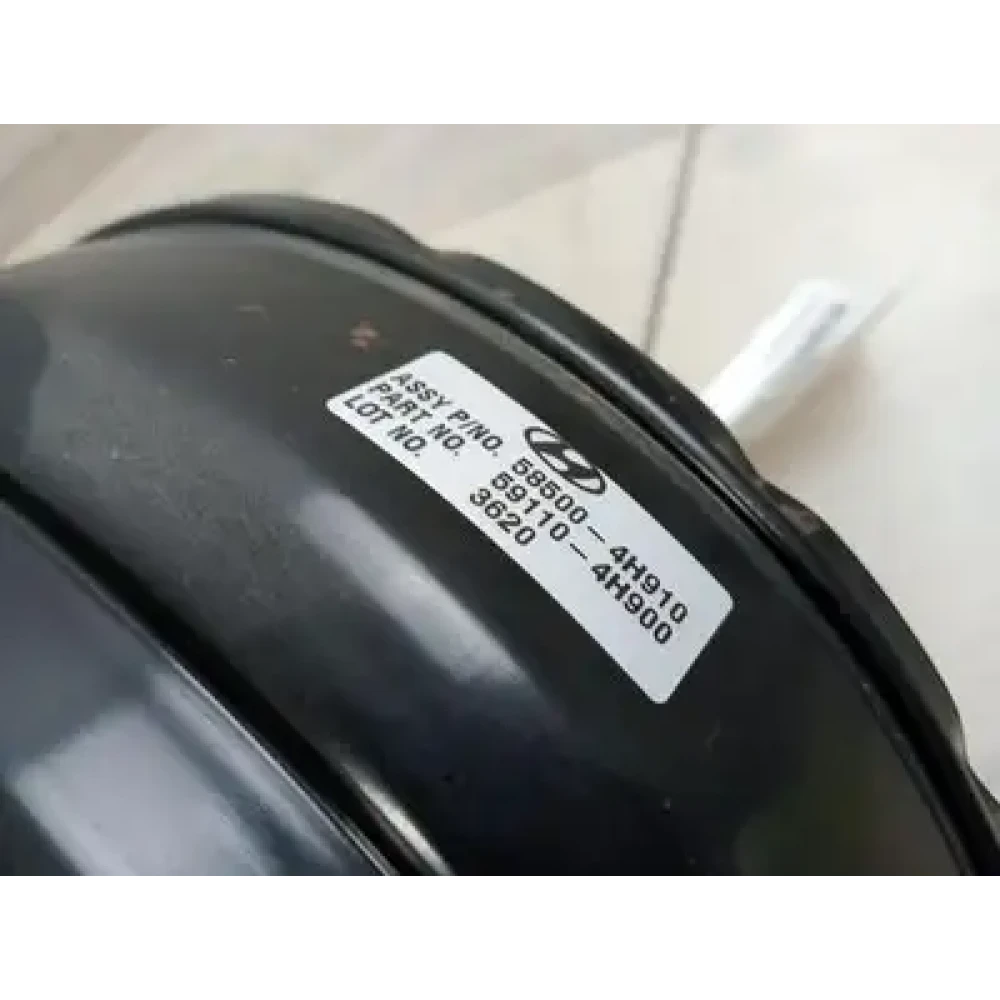 ASSY P/NO. 58500-4H910
PART NO. 59110-4H900
LOT NO. 3620